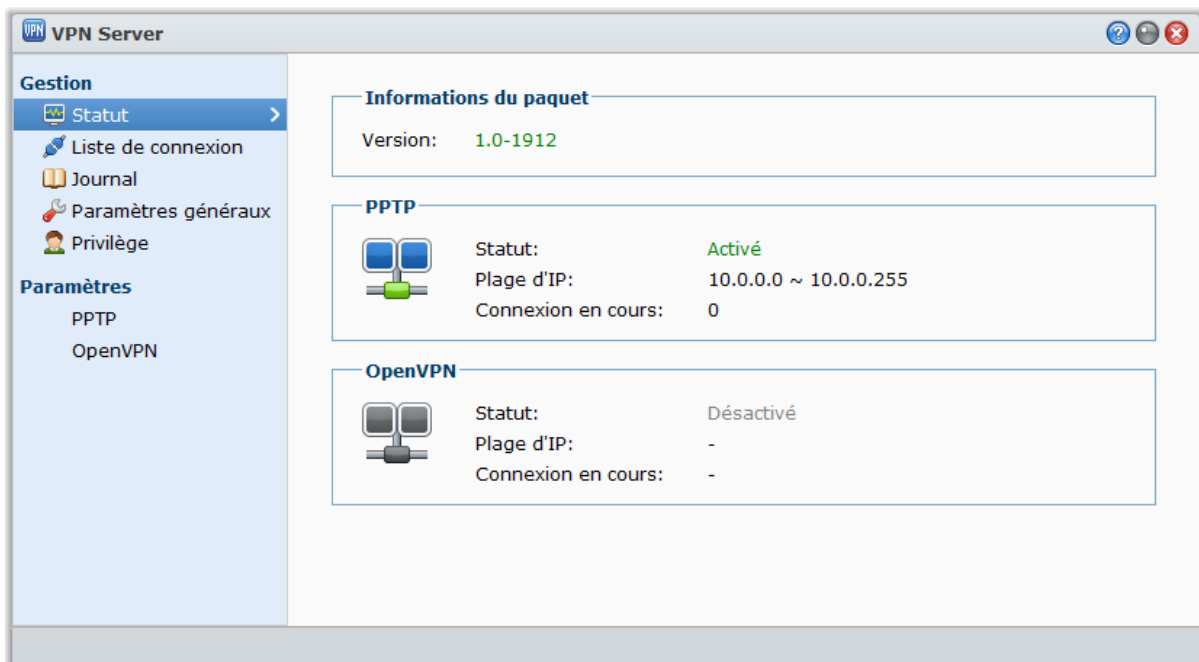 VPN VPN Server
Gestion
Statut
Liste de connexion
Journal
Paramètres généraux
Privilège
Paramètres
PPTP
OpenVPN
Informations du paquet
Version: 1.0-1912
PPTP
Statut: Activé
Plage d'IP: 10.0.0.0 ~ 10.0.0.255
Connexion en cours: 0
OpenVPN
Statut: Désactivé
Plage d'IP: -
Connexion en cours: -